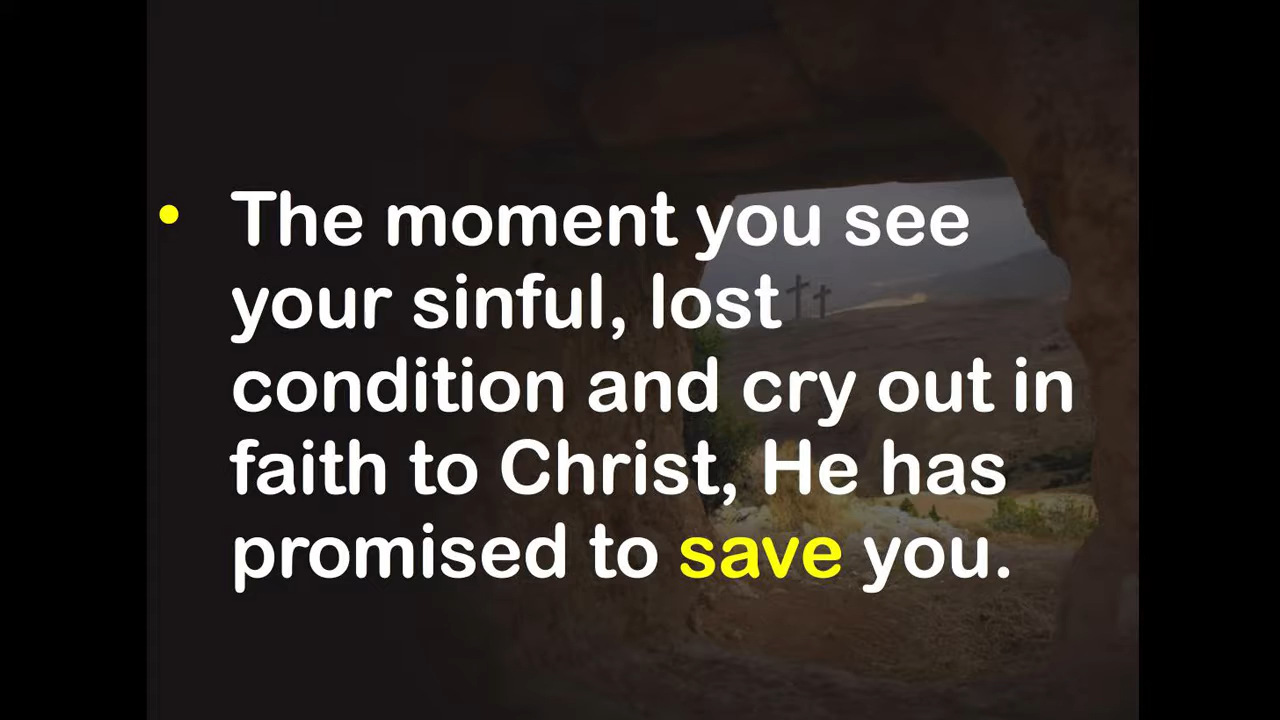 • The moment you see
your sinful, lost
condition and cry out in
faith to Christ, He has
promised to save you.